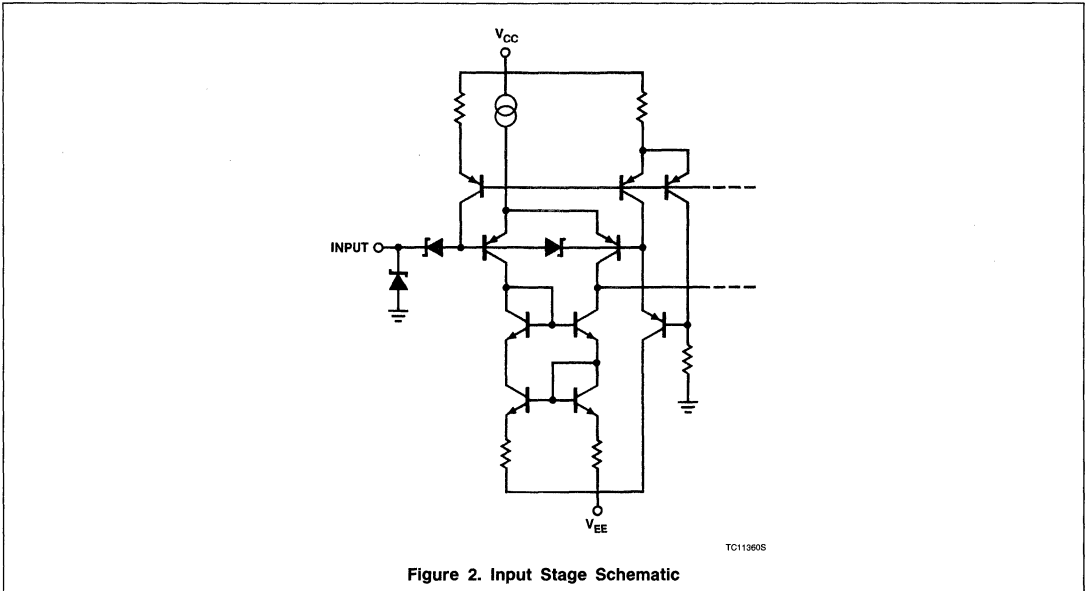 VCC
INPUT
VEE
TC11360S
Figure 2. Input Stage Schematic